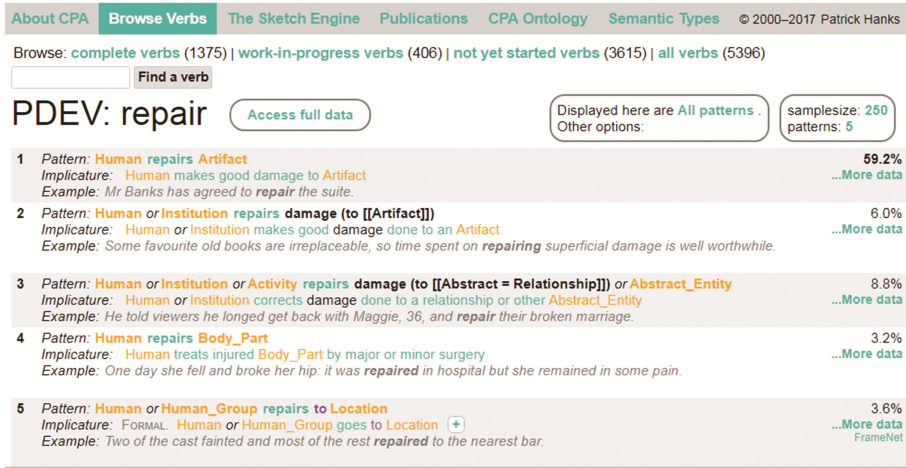 About CPA Browse Verbs The Sketch Engine Publications CPA Ontology Semantic Types © 2000–2017 Patrick Hanks
Browse: complete verbs (1375) | work-in-progress verbs (406) | not yet started verbs (3615) | all verbs (5396)
Find a verb
PDEV: repair Access full data
Displayed here are All patterns .
Other options:
samplesize: 250
patterns: 5
1 Pattern: Human repairs Artifact 59.2%
Implicature: Human makes good damage to Artifact ...More data
Example: Mr Banks has agreed to repair the suite.
2 Pattern: Human or Institution repairs damage (to [[Artifact]]) 6.0%
Implicature: Human or Institution makes good damage done to an Artifact ...More data
Example: Some favourite old books are irreplaceable, so time spent on repairing superficial damage is well worthwhile.
3 Pattern: Human or Institution or Activity repairs damage (to [[Abstract = Relationship]]) or Abstract_Entity 8.8%
Implicature: Human or Institution corrects damage done to a relationship or other Abstract_Entity ...More data
Example: He told viewers he longed get back with Maggie, 36, and repair their broken marriage.
4 Pattern: Human repairs Body_Part 3.2%
Implicature: Human treats injured Body_Part by major or minor surgery ...More data
Example: One day she fell and broke her hip: it was repaired in hospital but she remained in some pain.
5 Pattern: Human or Human_Group repairs to Location 3.6%
Implicature: FORMAL. Human or Human_Group goes to Location + ...More data
Example: Two of the cast fainted and most of the rest repaired to the nearest bar. FrameNet